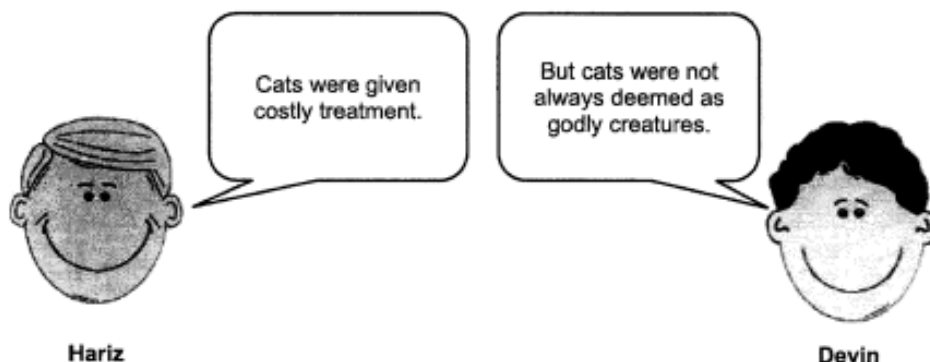 Cats were given
costly treatment.
But cats were not
always deemed as
godly creatures.
Hariz
Devin